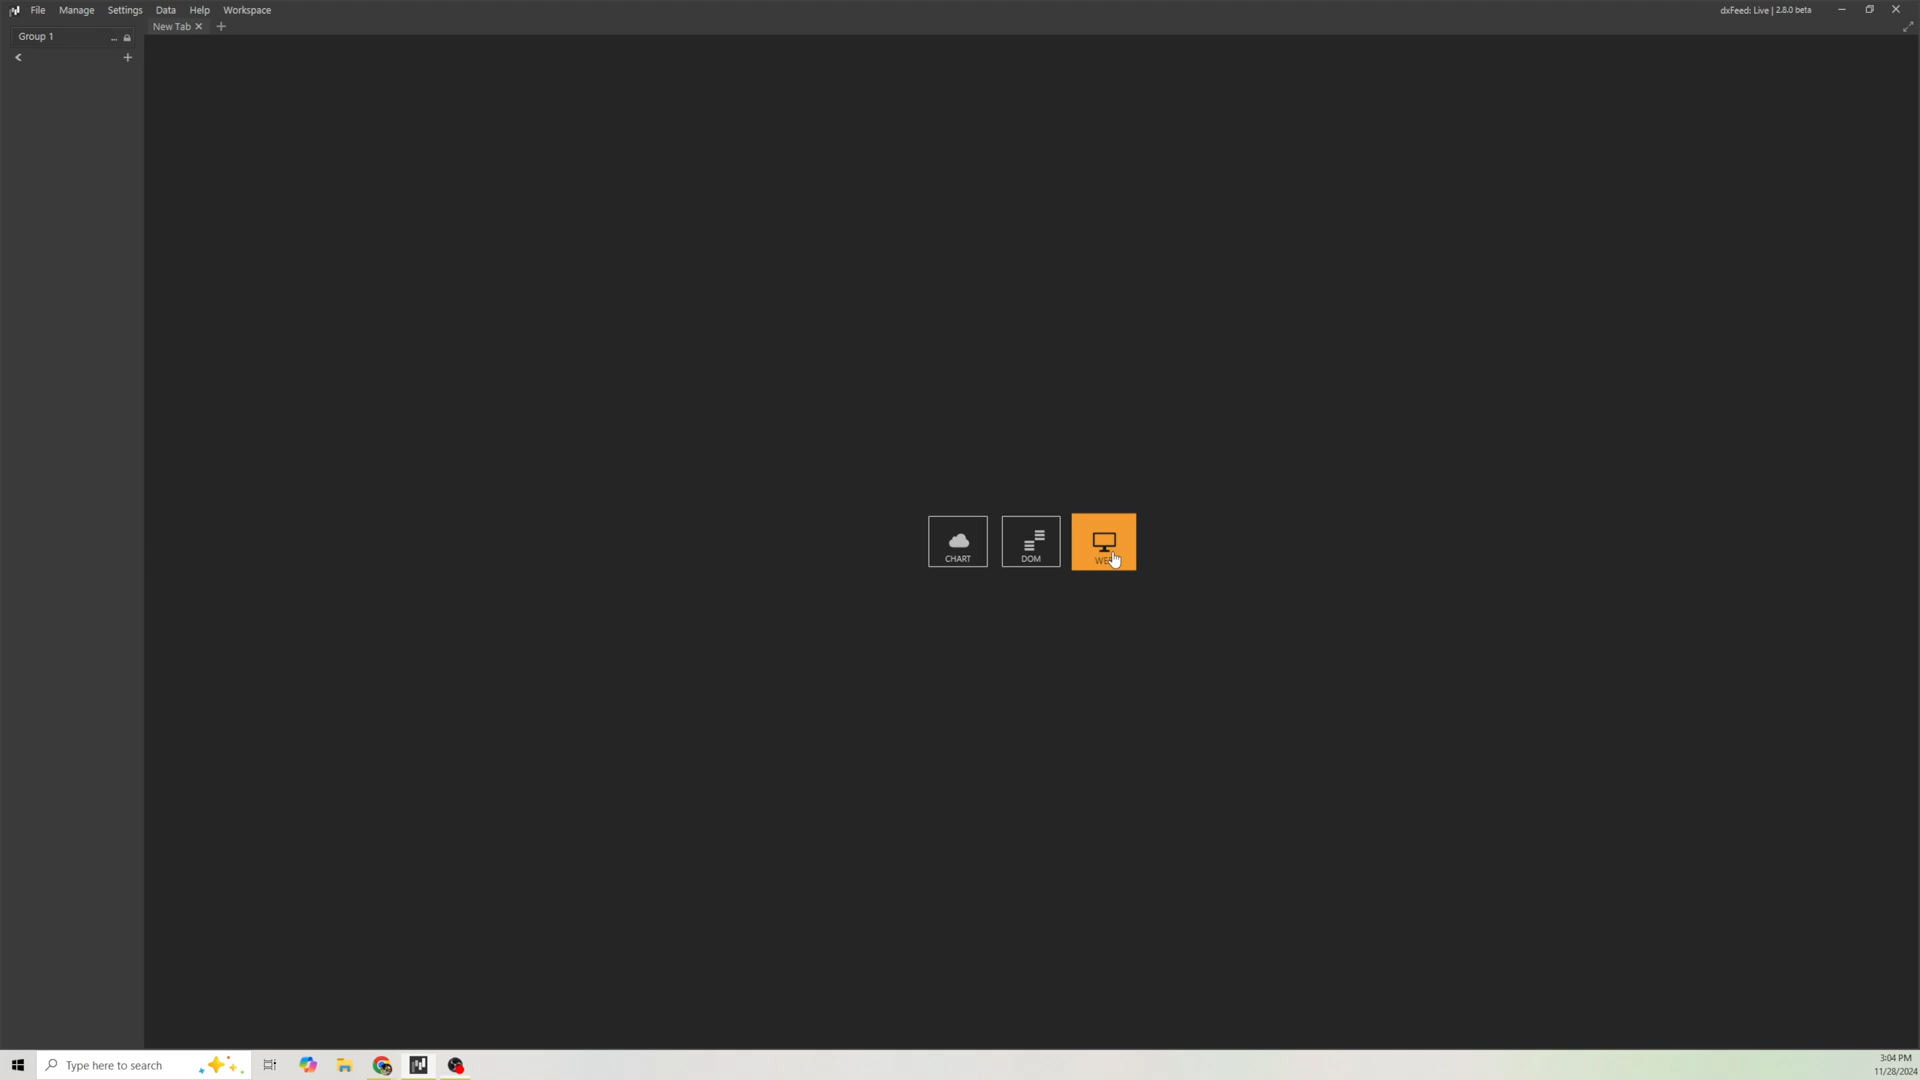 File Manage Settings Data Help Workspace
dxFeed: Live | 2.8.0 beta
New Tab
Group 1
...
CHART
DOM
Type here to search
3:04 PM
11/28/2024